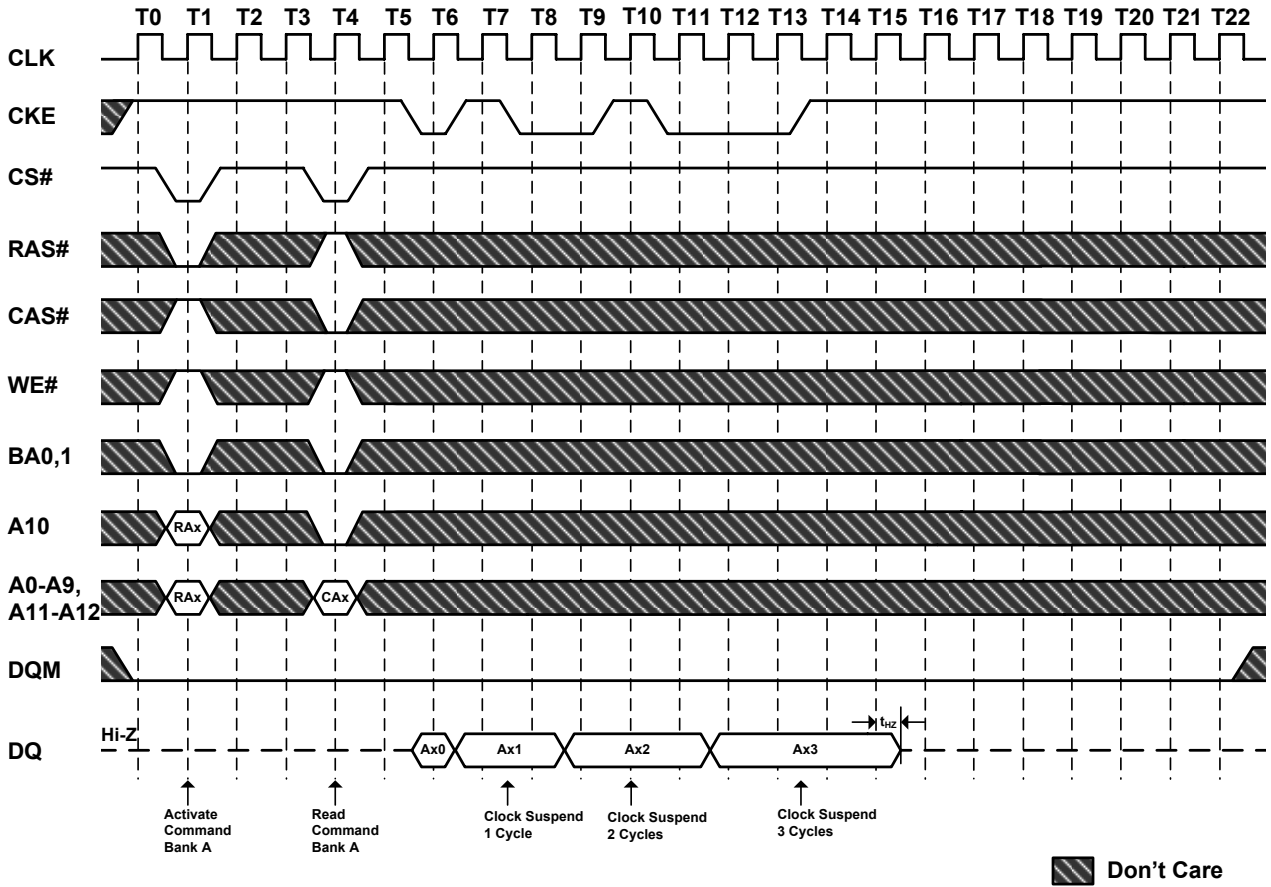 T0 T1 T2 T3 T4 T5 T6 T7 T8 T9 T10 T11 T12 T13 T14 T15 T16 T17 T18 T19 T20 T21 T22
CLK
CKE
CS#
RAS#
CAS#
WE#
BA0,1
A10
RAx
A0-A9,
A11-A12
RAx
CAx
DQM
DQ
Hi-Z
Ax0
Ax1
Ax2
Ax3
tHZ
Activate
Command
Bank A
Read
Command
Bank A
Clock Suspend
1 Cycle
Clock Suspend
2 Cycles
Clock Suspend
3 Cycles
Don't Care